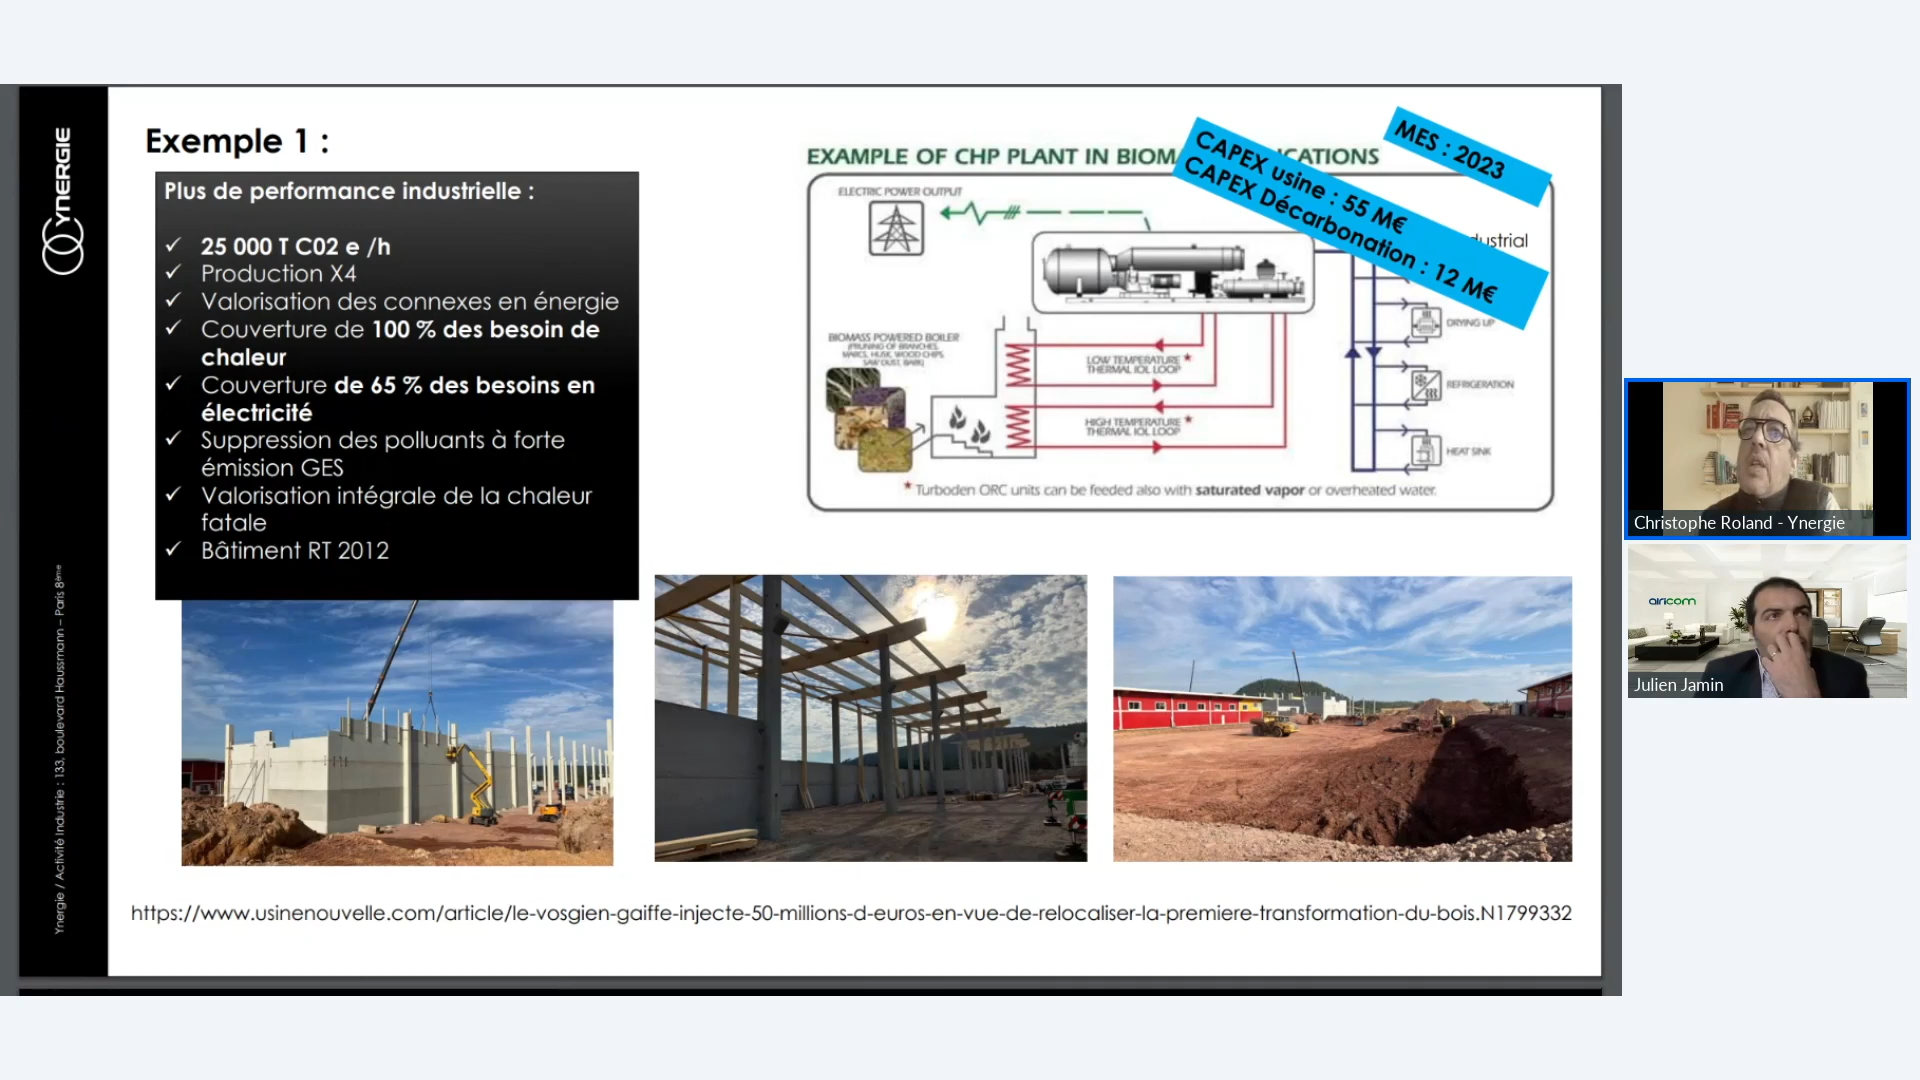 YNERGIE
Ynergie / Activité Industrie : 133, boulevard Haussmann – Paris 8ème
Exemple 1 :
Plus de performance industrielle :
✓ 25 000 T C02 e /h
✓ Production X4
✓ Valorisation des connexes en énergie
✓ Couverture de 100 % des besoin de
chaleur
✓ Couverture de 65 % des besoins en
électricité
✓ Suppression des polluants à forte
émission GES
✓ Valorisation intégrale de la chaleur
fatale
✓ Bâtiment RT 2012
EXAMPLE OF CHP PLANT IN BIOM CATIONS
MES : 2023
CAPEX usine : 55 M€
CAPEX Décarbonation : 12 M€
ELECTRIC POWER OUTPUT
dustrial
BIOMASS POWERED BOILER
(PRUNING OF BRANCHES,
MARCS, HUSK, WOOD CHIPS,
SAW DUST, BARK)
LOW TEMPERATURE *
THERMAL IOL LOOP
HIGH TEMPERATURE *
THERMAL IOL LOOP
DRYING UP
REFRIGERATION
HEAT SINK
* Turboden ORC units can be feeded also with saturated vapor or overheated water.
https://www.usinenouvelle.com/article/le-vosgien-gaiffe-injecte-50-millions-d-euros-en-vue-de-relocaliser-la-premiere-transformation-du-bois.N1799332
Christophe Roland - Ynergie
airicom
Julien Jamin